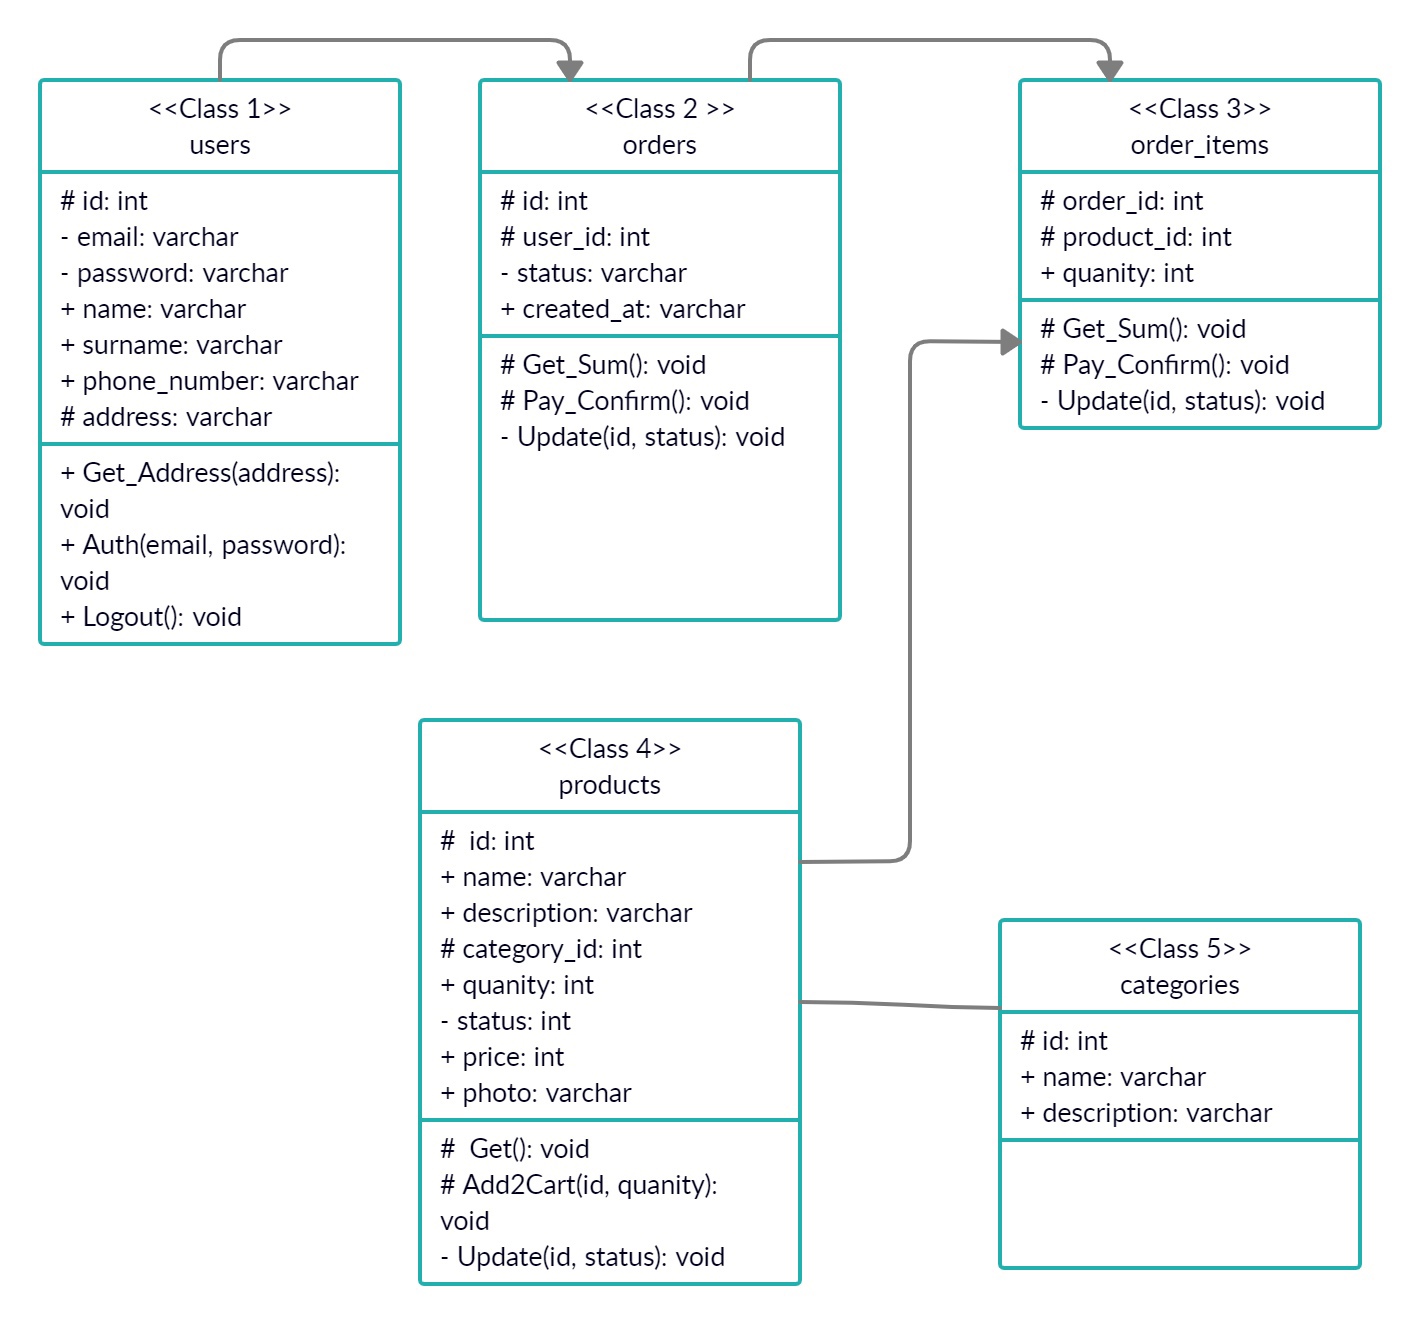 <<Class 1>>
users
# id: int
- email: varchar
- password: varchar
+ name: varchar
+ surname: varchar
+ phone_number: varchar
# address: varchar
+ Get_Address(address):
void
+ Auth(email, password):
void
+ Logout(): void
<<Class 2 >>
orders
# id: int
# user_id: int
- status: varchar
+ created_at: varchar
# Get_Sum(): void
# Pay_Confirm(): void
- Update(id, status): void
<<Class 3>>
order_items
# order_id: int
# product_id: int
+ quanity: int
# Get_Sum(): void
# Pay_Confirm(): void
- Update(id, status): void
<<Class 4>>
products
#  id: int
+ name: varchar
+ description: varchar
# category_id: int
+ quanity: int
- status: int
+ price: int
+ photo: varchar
#  Get(): void
# Add2Cart(id, quanity):
void
- Update(id, status): void
<<Class 5>>
categories
# id: int
+ name: varchar
+ description: varchar